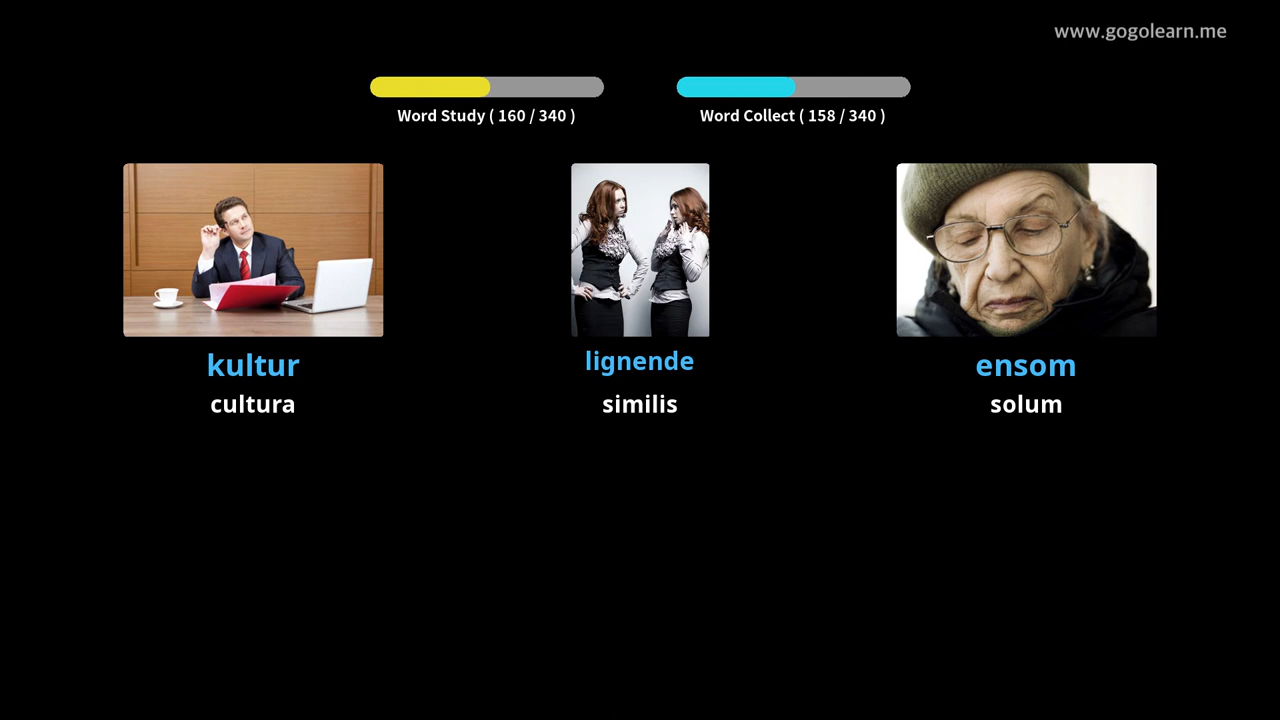 www.gogolearn.me
Word Study ( 160 / 340 )
Word Collect ( 158 / 340 )
kultur
lignende
ensom
cultura
similis
solum